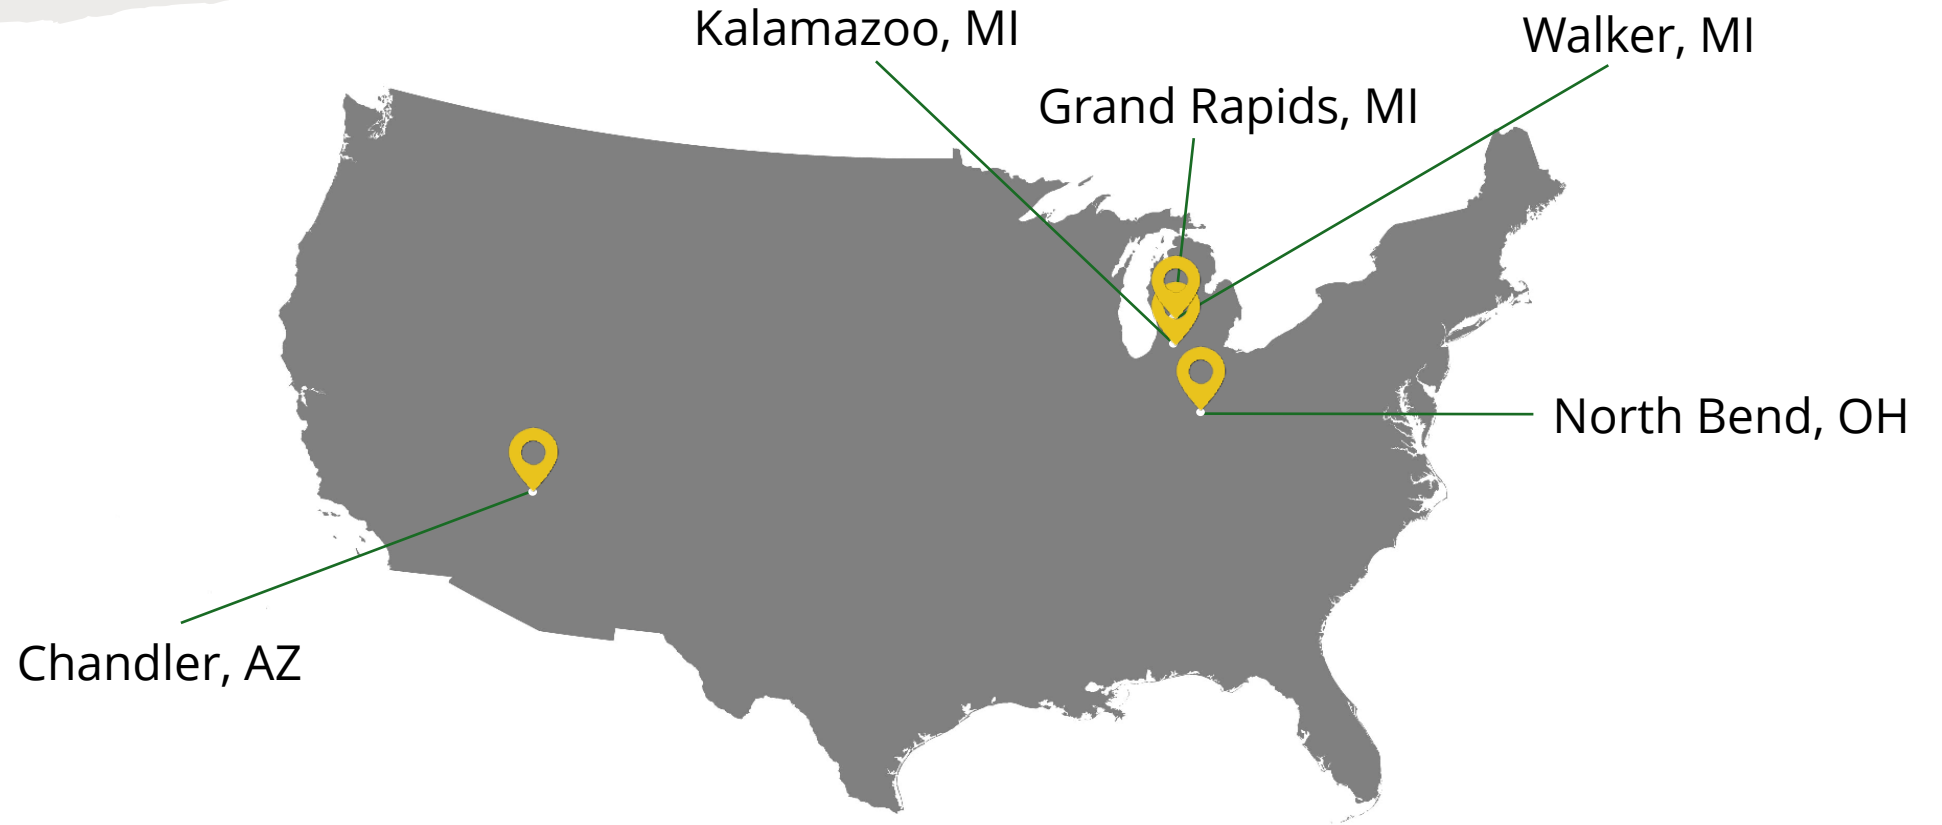 Kalamazoo, MI
Walker, MI
Grand Rapids, MI
North Bend, OH
Chandler, AZ